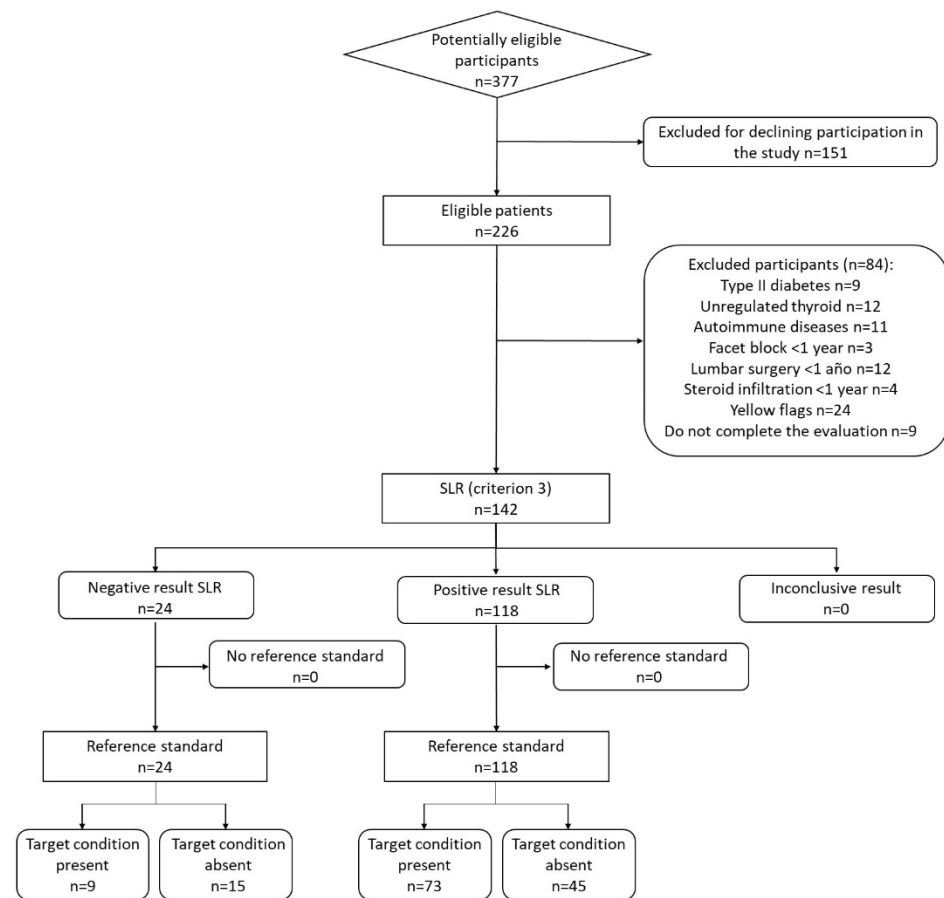 Potentially eligible
participants
n=377
Excluded for declining participation in
the study n=151
Eligible patients
n=226
Excluded participants (n=84):
Type II diabetes n=9
Unregulated thyroid n=12
Autoimmune diseases n=11
Facet block <1 year n=3
Lumbar surgery <1 año n=12
Steroid infiltration <1 year n=4
Yellow flags n=24
Do not complete the evaluation n=9
SLR (criterion 3)
n=142
Negative result SLR
n=24
Positive result SLR
n=118
Inconclusive result
n=0
No reference standard
n=0
No reference standard
n=0
Reference standard
n=24
Reference standard
n=118
Target condition
present
n=9
Target condition
absent
n=15
Target condition
present
n=73
Target condition
absent
n=45